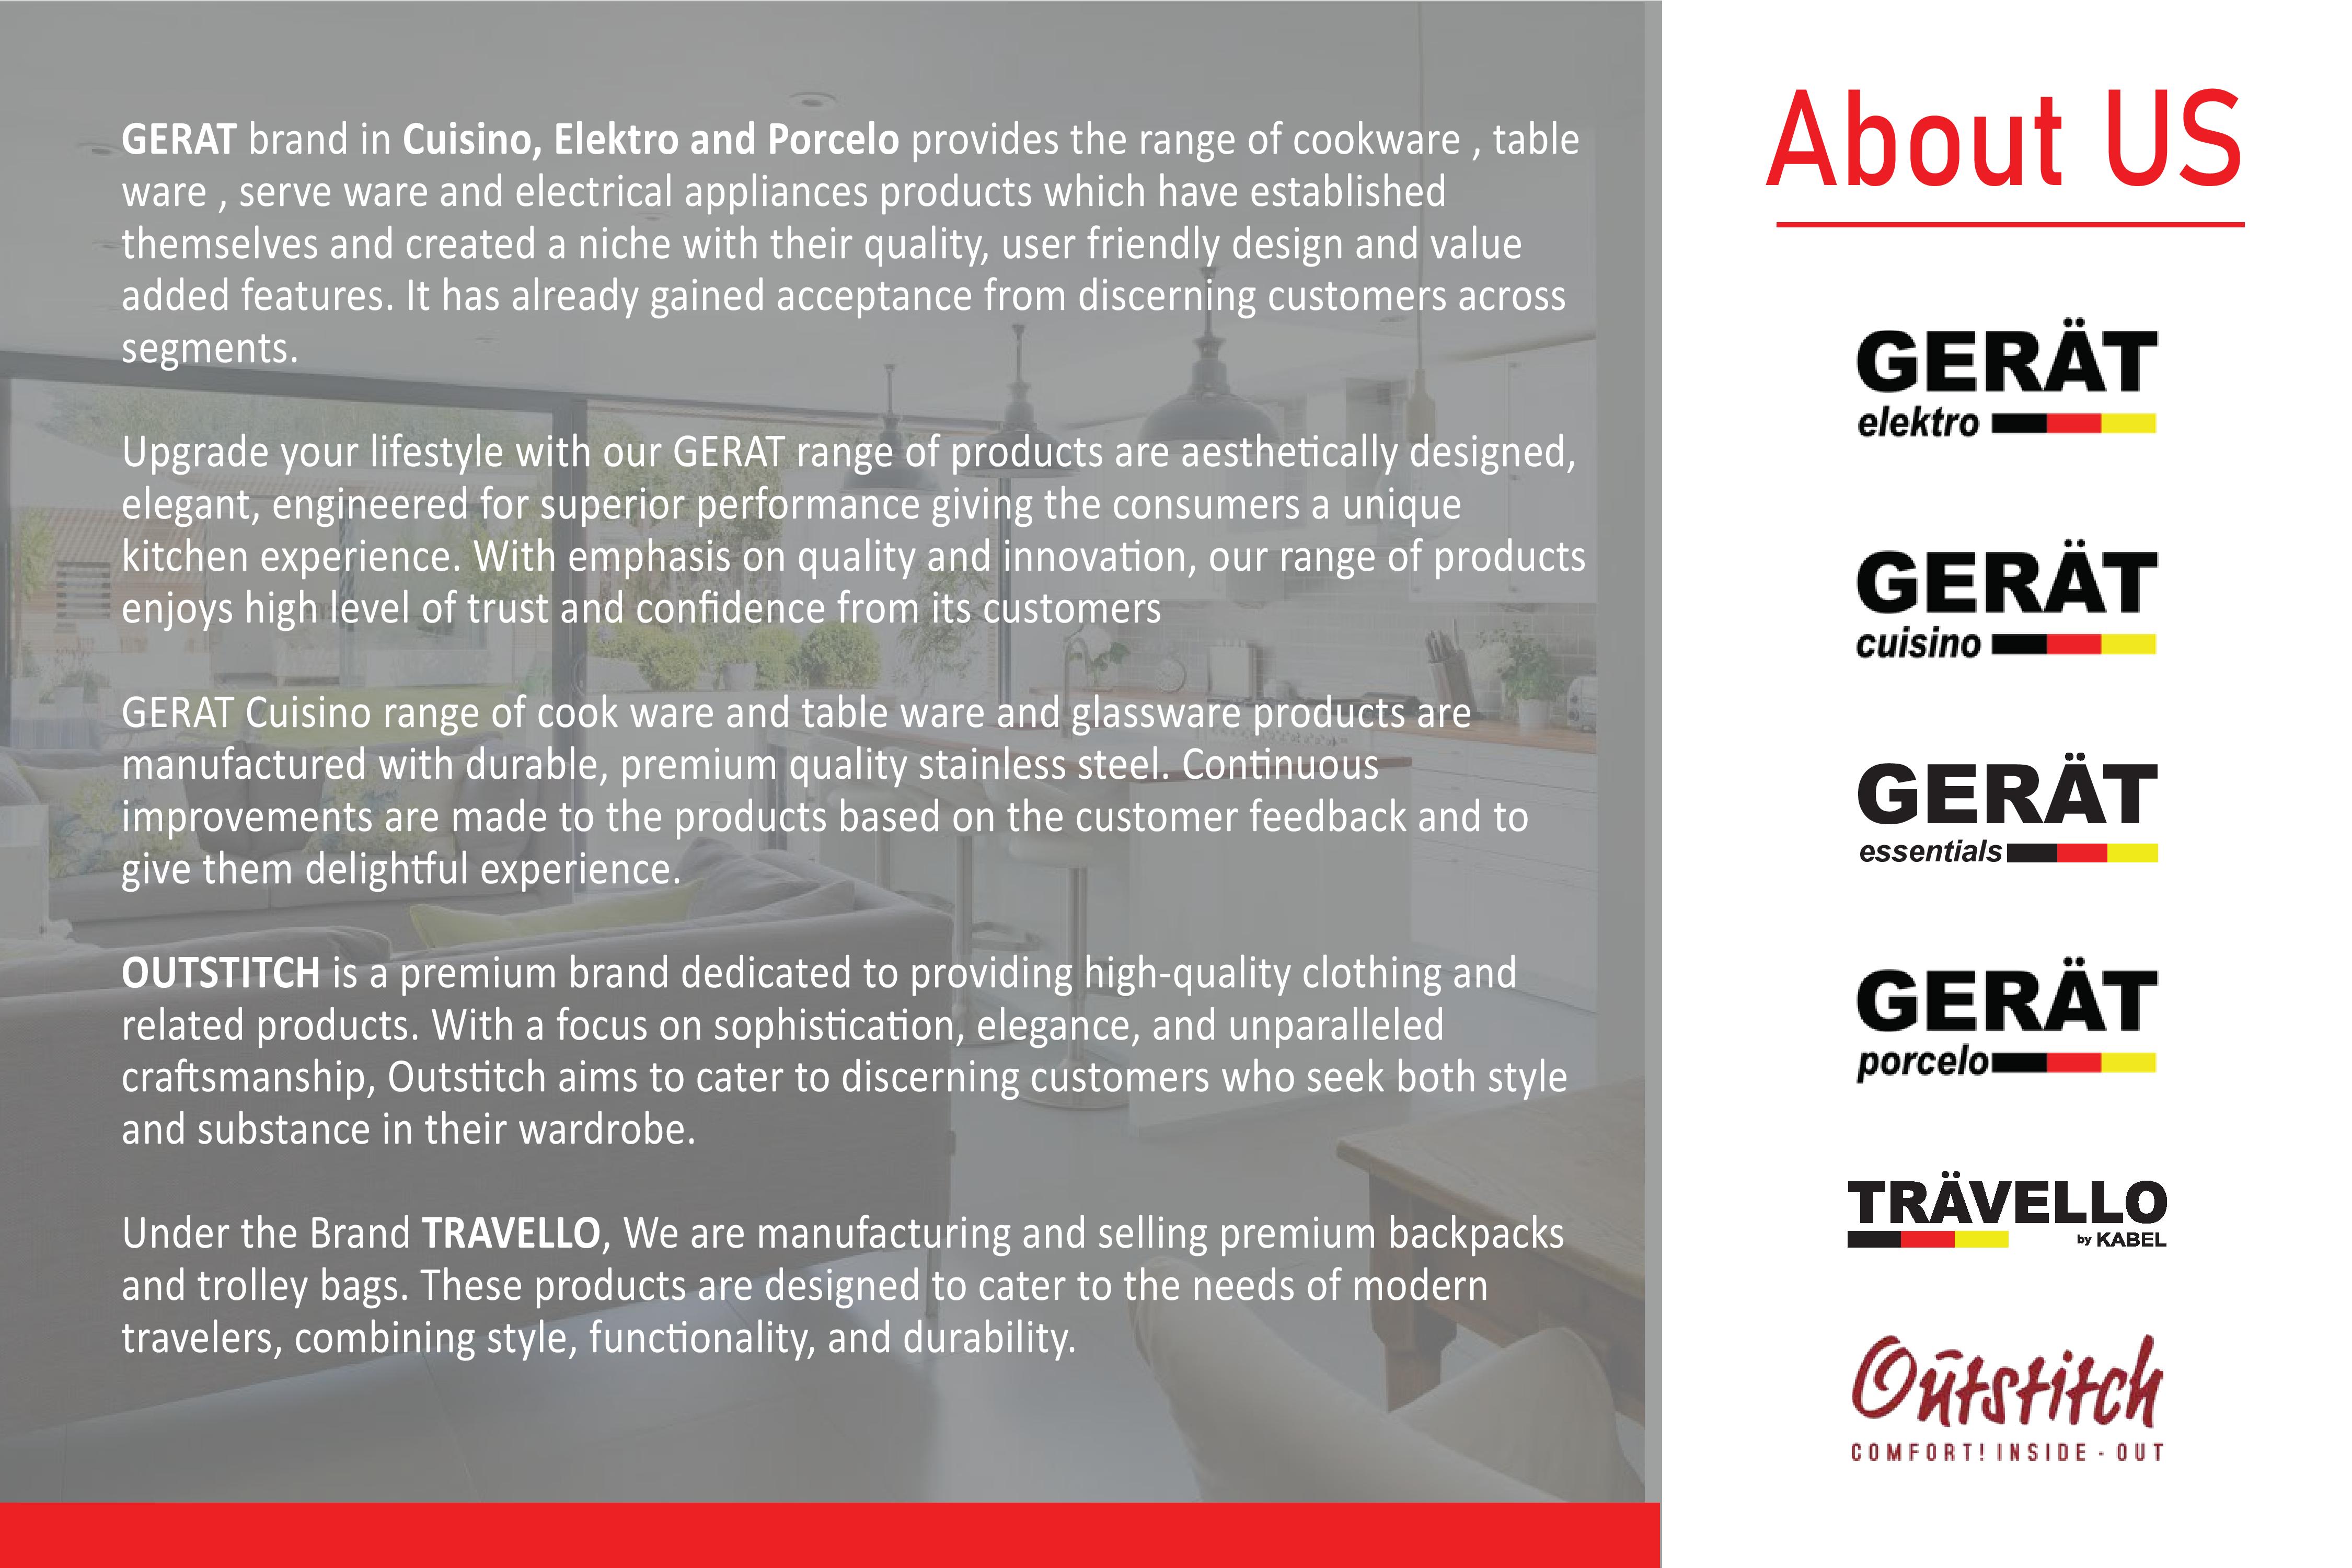 GERAT brand in Cuisino, Elektro and Porcelo provides the range of cookware , table
ware , serve ware and electrical appliances products which have established
themselves and created a niche with their quality, user friendly design and value
added features. It has already gained acceptance from discerning customers across
segments.
Upgrade your lifestyle with our GERAT range of products are aesthetically designed,
elegant, engineered for superior performance giving the consumers a unique
kitchen experience. With emphasis on quality and innovation, our range of products
enjoys high level of trust and confidence from its customers
GERAT Cuisino range of cook ware and table ware and glassware products are
manufactured with durable, premium quality stainless steel. Continuous
improvements are made to the products based on the customer feedback and to
give them delightful experience.
OUTSTITCH is a premium brand dedicated to providing high-quality clothing and
related products. With a focus on sophistication, elegance, and unparalleled
craftsmanship, Outstitch aims to cater to discerning customers who seek both style
and substance in their wardrobe.
Under the Brand TRAVELLO, We are manufacturing and selling premium backpacks
and trolley bags. These products are designed to cater to the needs of modern
travelers, combining style, functionality, and durability.
About US
GERÄT
elektro
GERÄT
cuisino
GERÄT
essentials
GERÄT
porcelo
TRÄVELLO
by KABEL
Outstitch
COMFORT! INSIDE - OUT